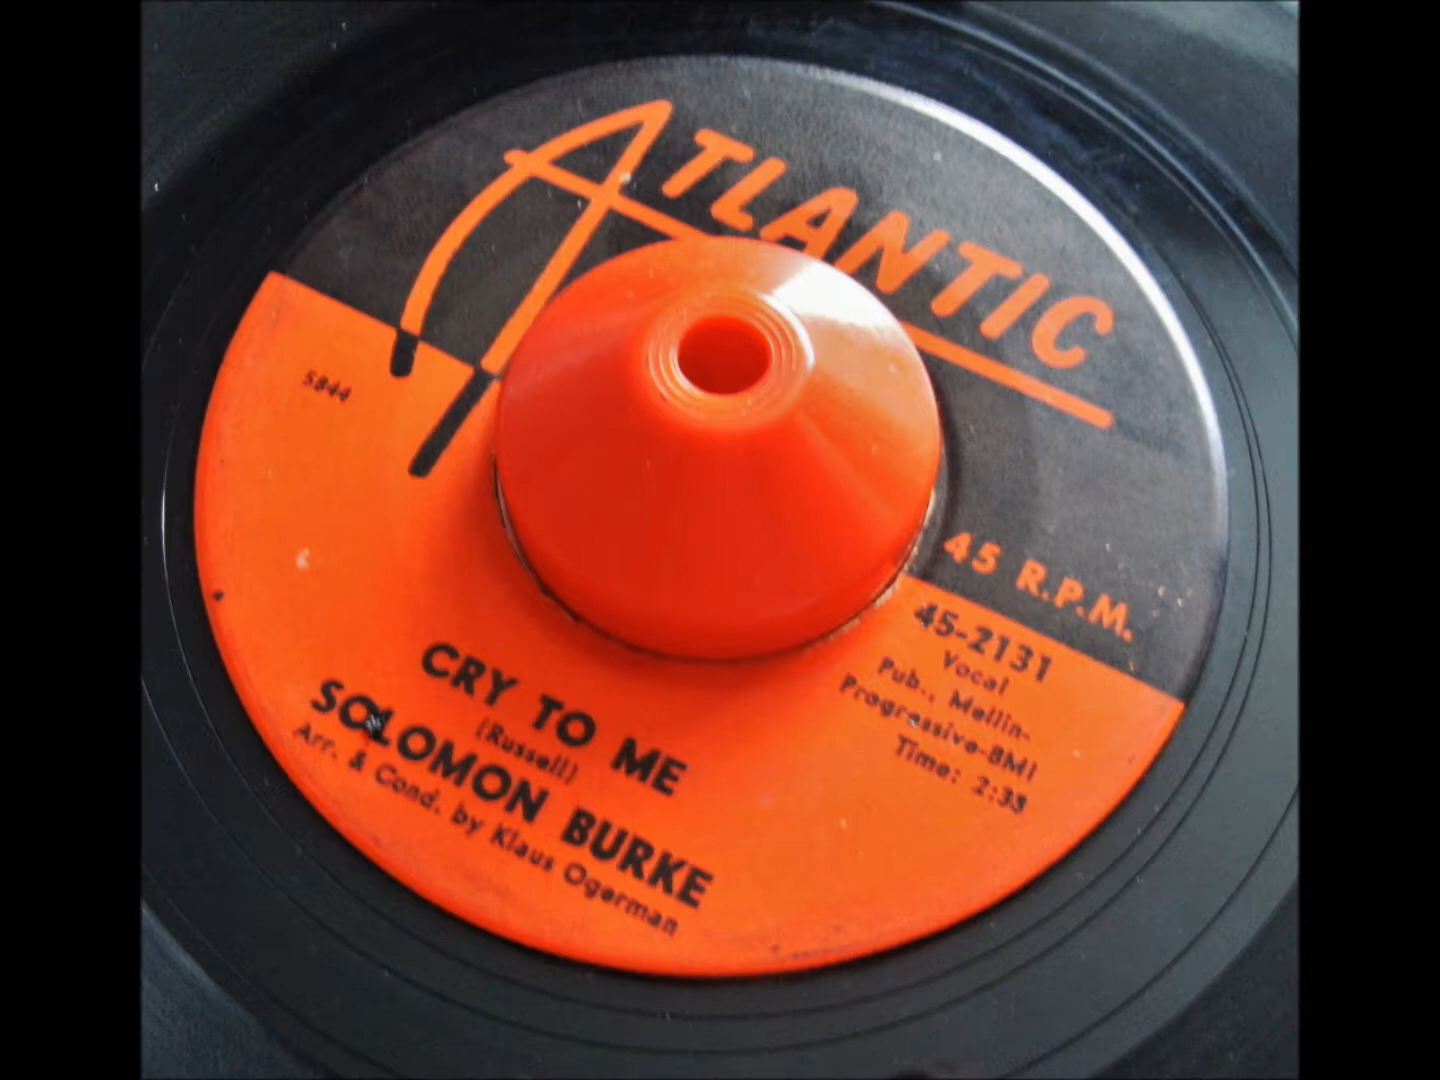 ATLANTIC
5844
45 R.P.M.
45-2131
Vocal
Pub., Mellin-
Progressive-BMI
Time: 2:33
CRY TO ME
(Russell)
SOLOMON BURKE
Arr. & Cond. by Klaus Ogerman